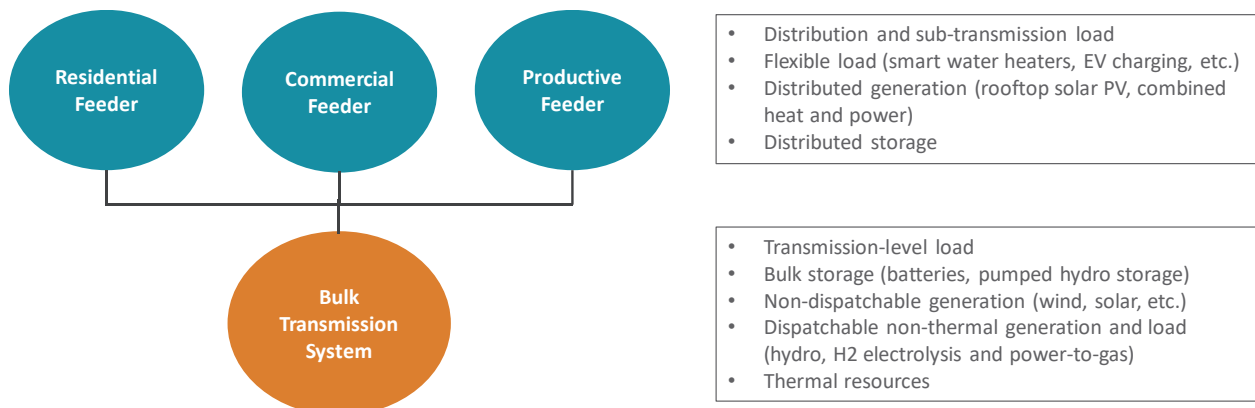 Residential
Feeder
Commercial
Feeder
Productive
Feeder
• Distribution and sub-transmission load
• Flexible load (smart water heaters, EV charging, etc.)
• Distributed generation (rooftop solar PV, combined
heat and power)
• Distributed storage
Bulk
Transmission
System
• Transmission-level load
• Bulk storage (batteries, pumped hydro storage)
• Non-dispatchable generation (wind, solar, etc.)
• Dispatchable non-thermal generation and load
(hydro, H2 electrolysis and power-to-gas)
• Thermal resources